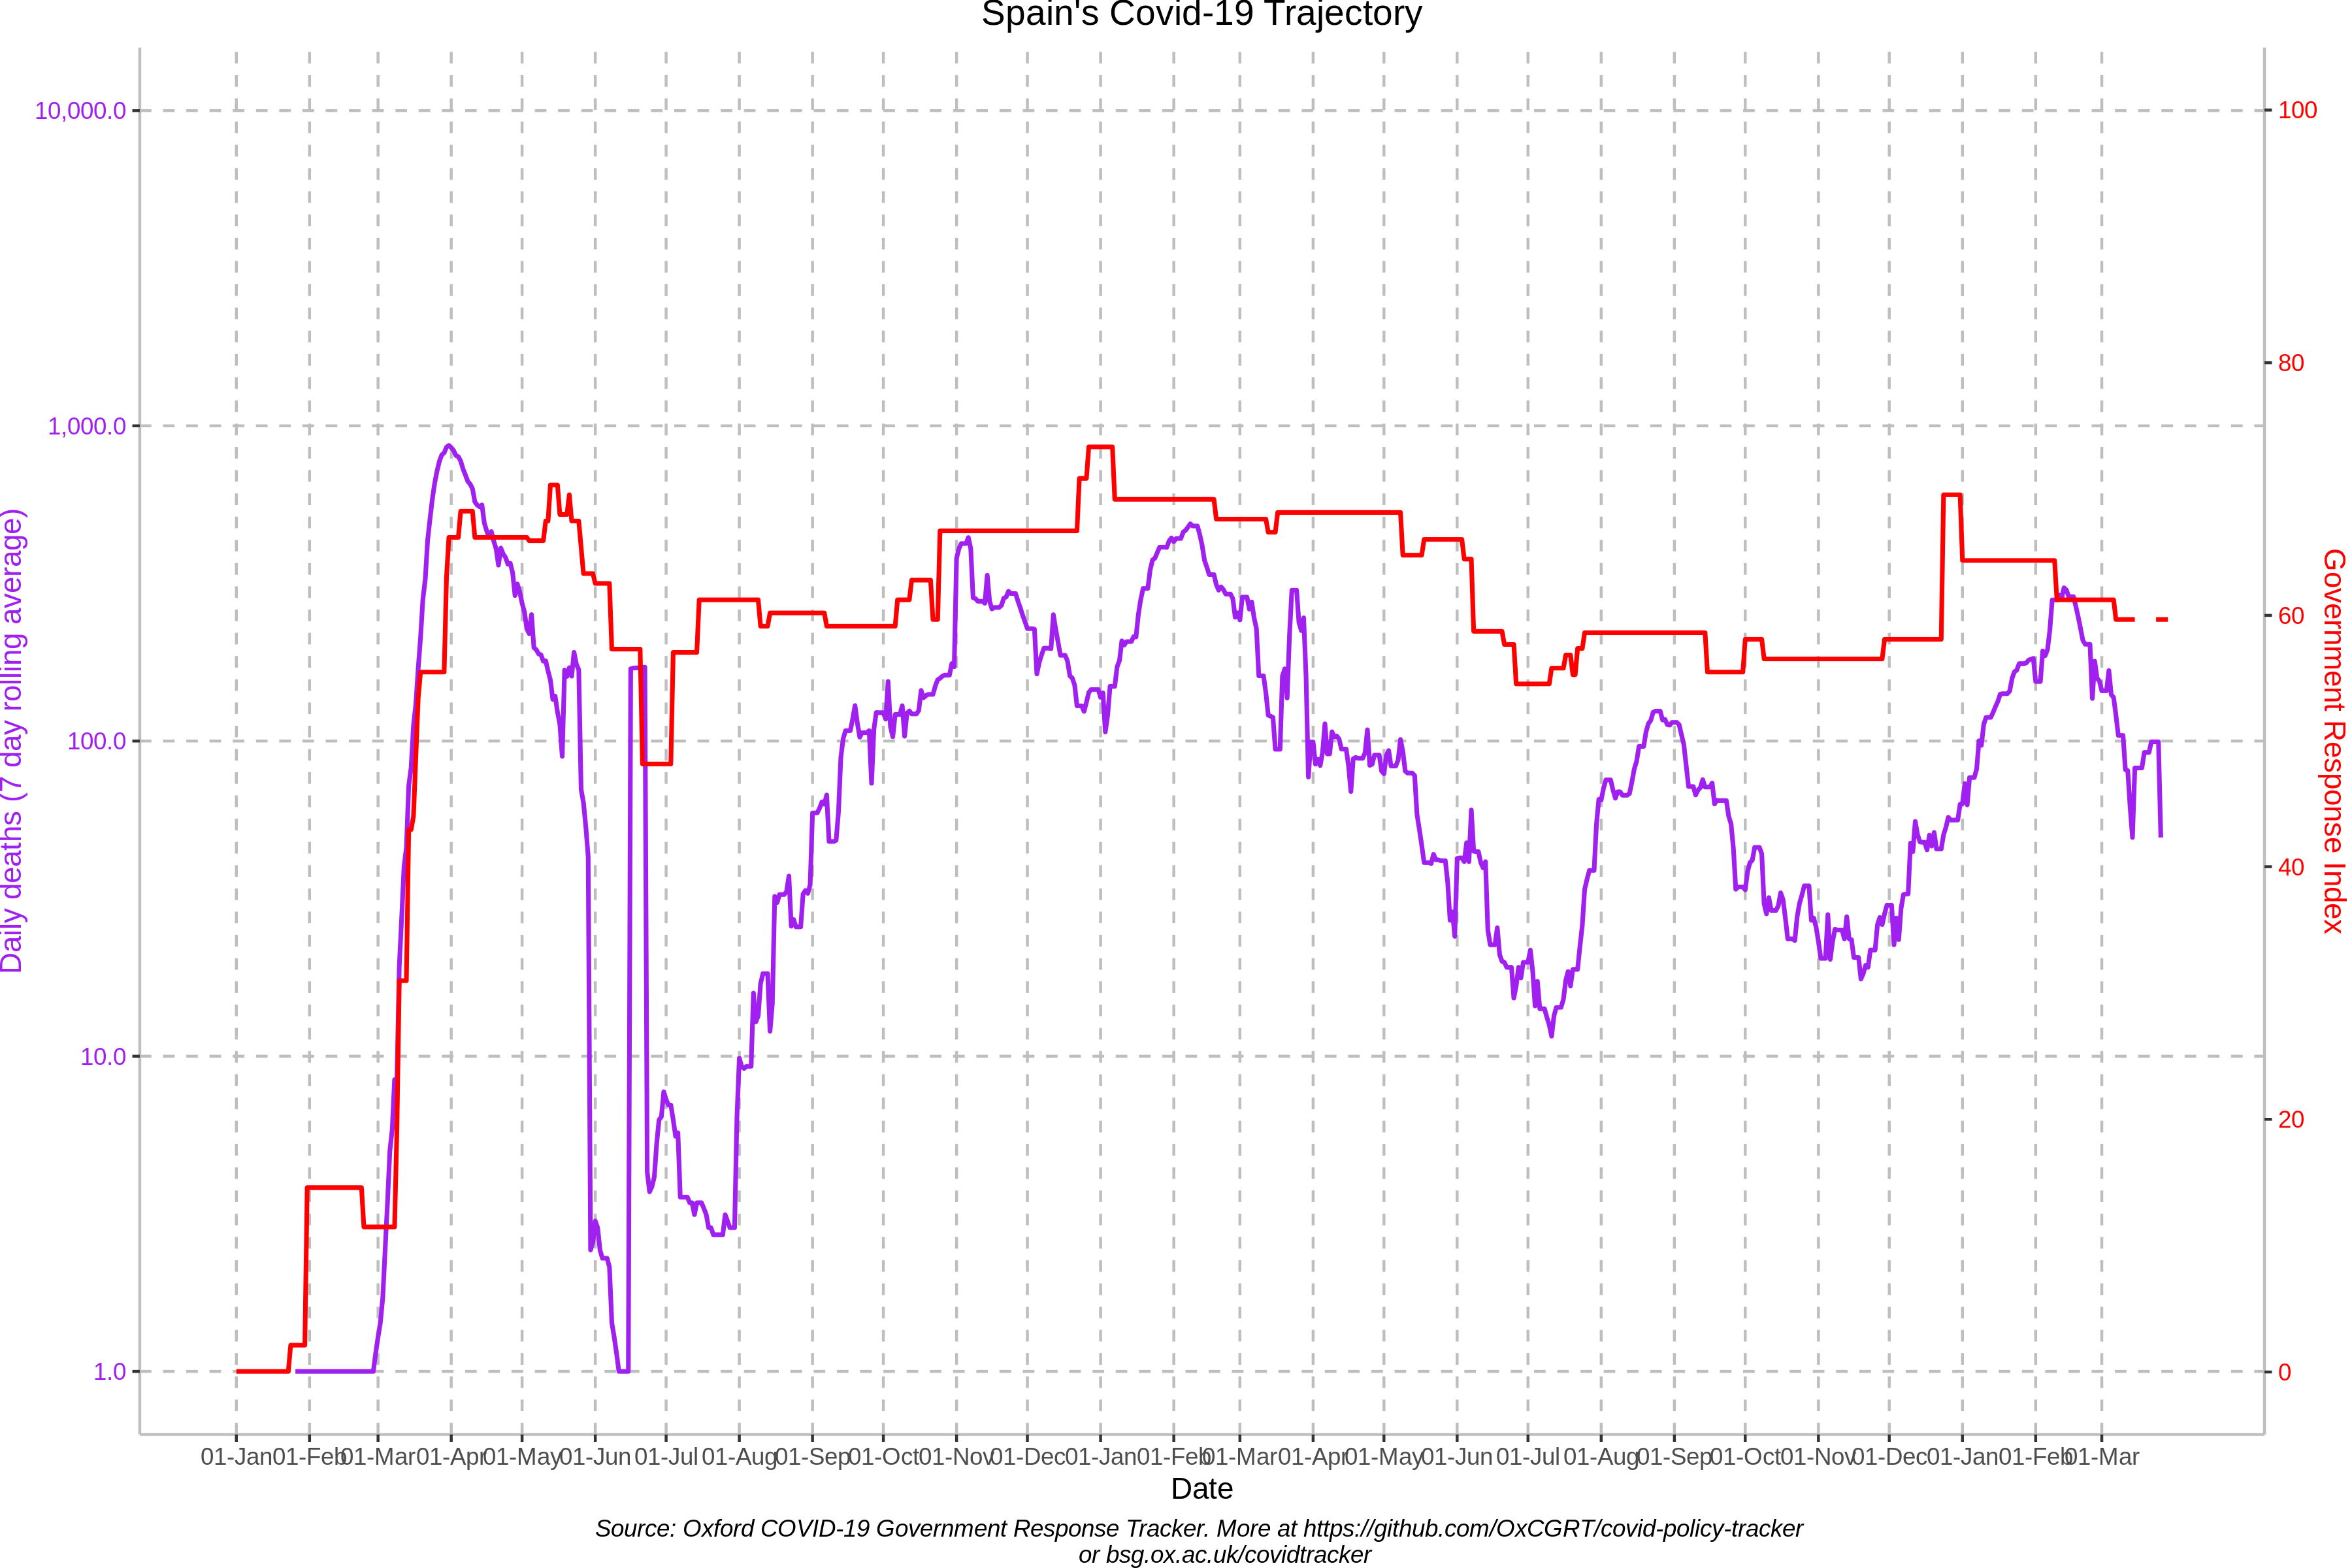 Spain's Covid-19 Trajectory
10,000.0
1,000.0
100.0
10.0
1.0
Daily deaths (7 day rolling average)
100
80
60
40
20
0
Government Response Index
01-Jan 01-Feb 01-Mar 01-Apr 01-May 01-Jun 01-Jul 01-Aug 01-Sep 01-Oct 01-Nov 01-Dec 01-Jan 01-Feb 01-Mar 01-Apr 01-May 01-Jun 01-Jul 01-Aug 01-Sep 01-Oct 01-Nov 01-Dec 01-Jan 01-Feb 01-Mar
Date
Source: Oxford COVID-19 Government Response Tracker. More at https://github.com/OxCGRT/covid-policy-tracker
or bsg.ox.ac.uk/covidtracker